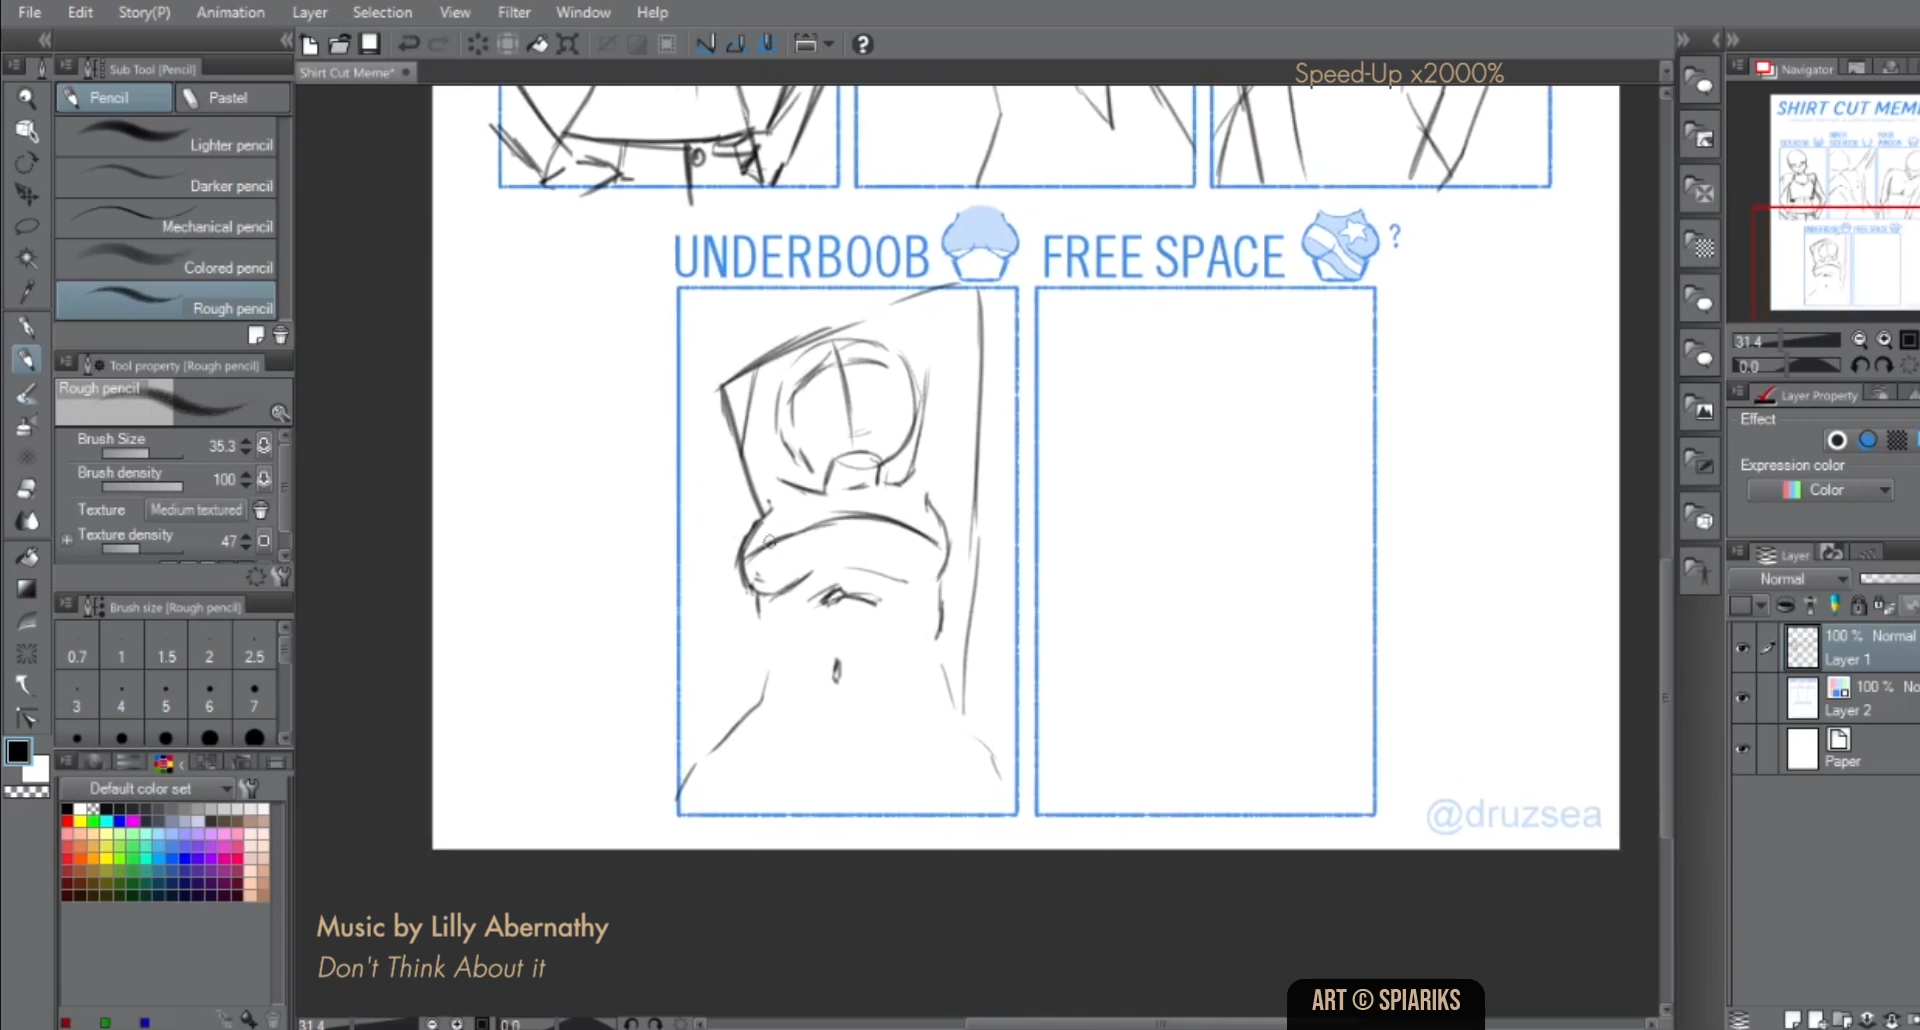 File Edit Story(P) Animation Layer Selection View Filter Window Help
Sub Tool [Pencil]
Shirt Cut Meme*
Speed-Up x2000%
Navigator
Pencil Pastel
Lighter pencil
Darker pencil
Mechanical pencil
Colored pencil
Rough pencil
SHIRT CUT MEM
UNDERBOOB FREE SPACE ?
Tool property [Rough pencil]
Rough pencil
Brush Size 35.3
Brush density 100
Texture Medium textured
Texture density 47
31.4
0.0
Layer Property
Effect
Expression color
Color
Layer
Normal
Brush size [Rough pencil]
0.7 1 1.5 2 2.5
3 4 5 6 7
100 % Normal
Layer 1
100 % No
Layer 2
Paper
Default color set
@druzsea
Music by Lilly Abernathy
Don't Think About it
ART © SPIARIKS
31.4 0.0